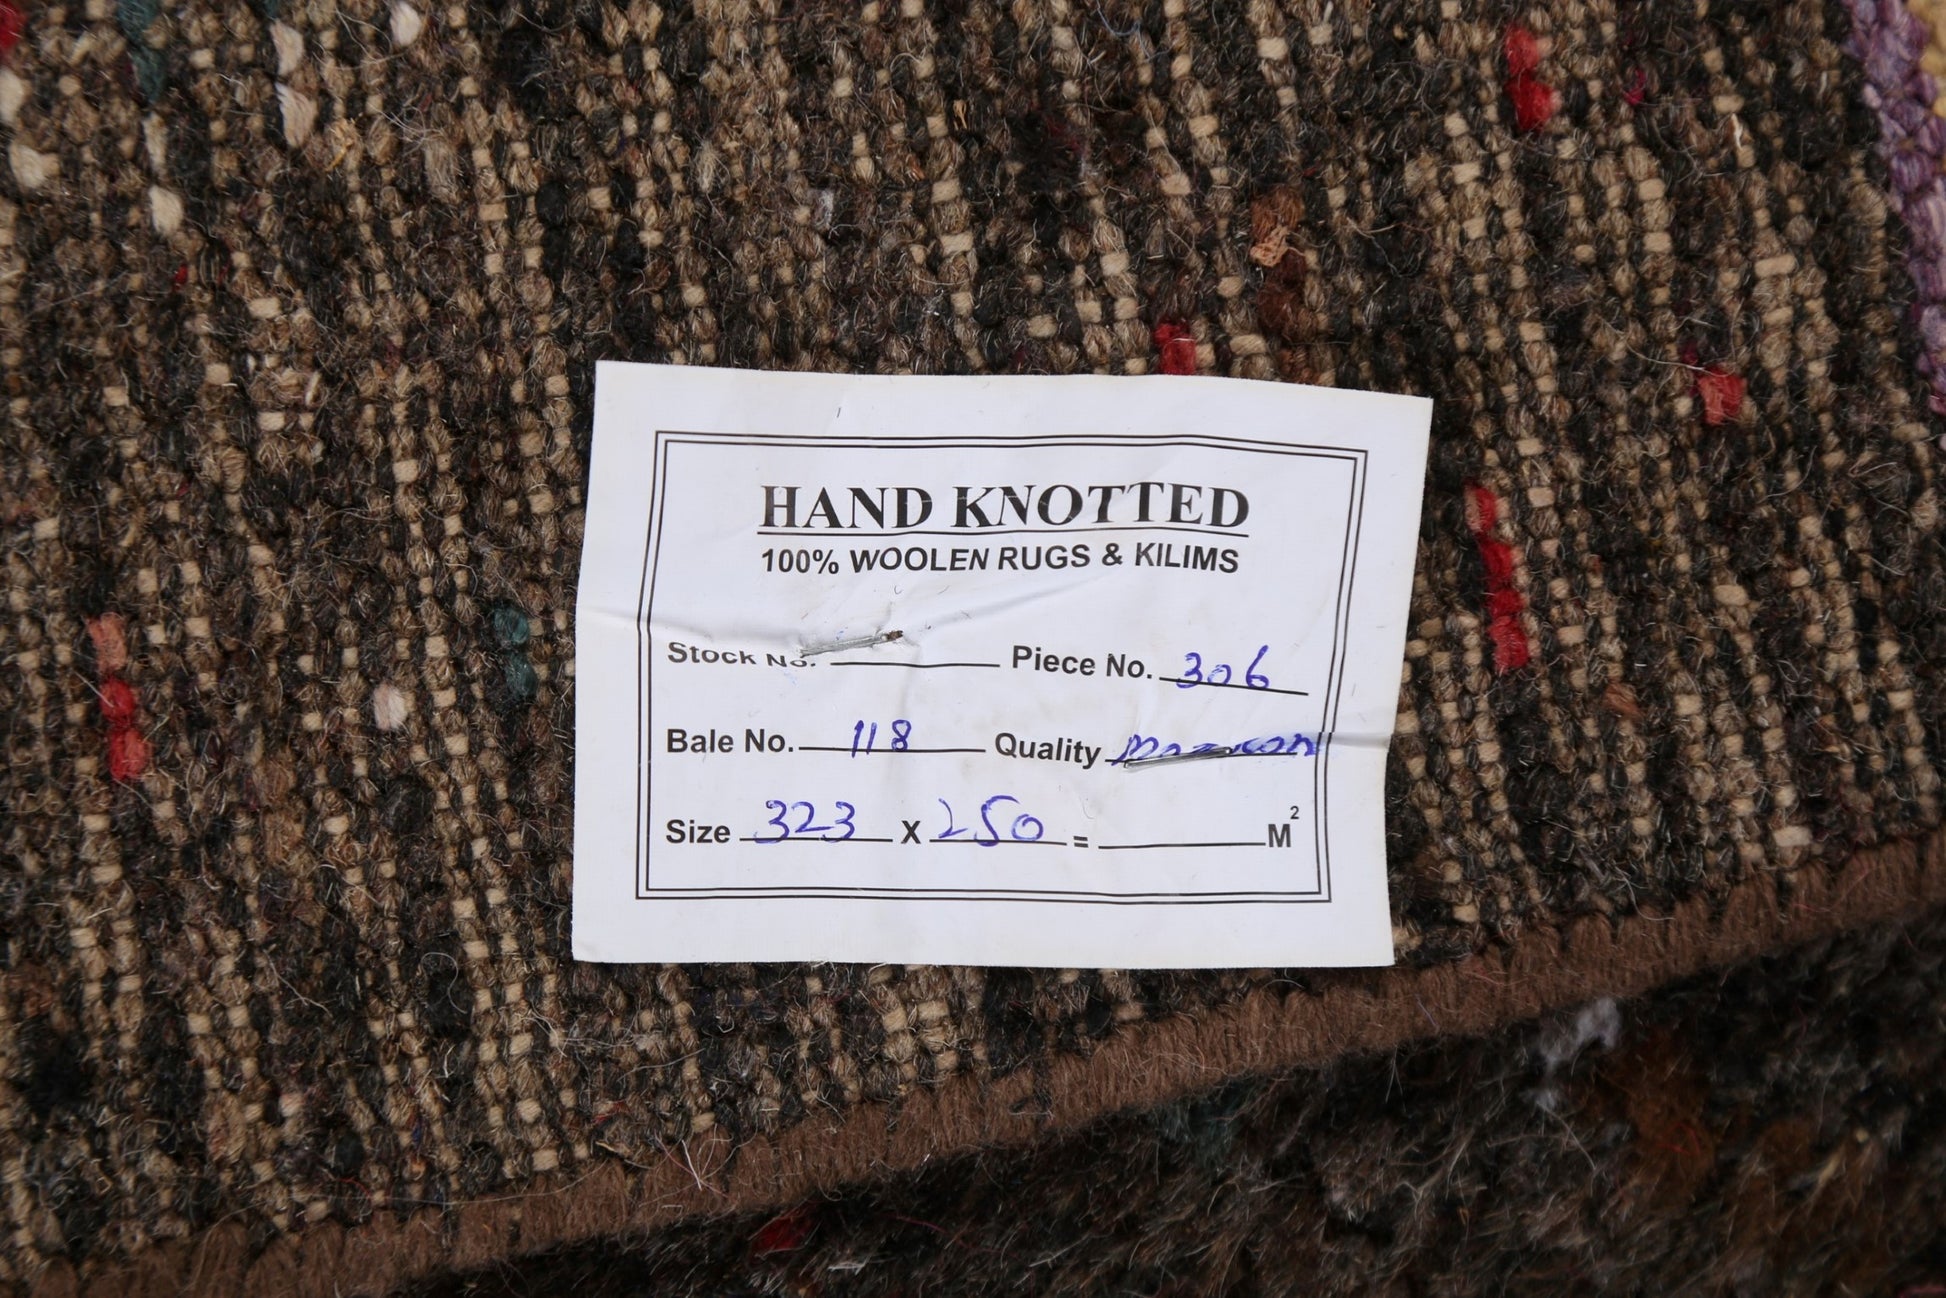 HAND KNOTTED
100% WOOLEN RUGS & KILIMS
Stock No. Piece No. 306
Bale No. 118 Quality
Size 323 X 250 = M²